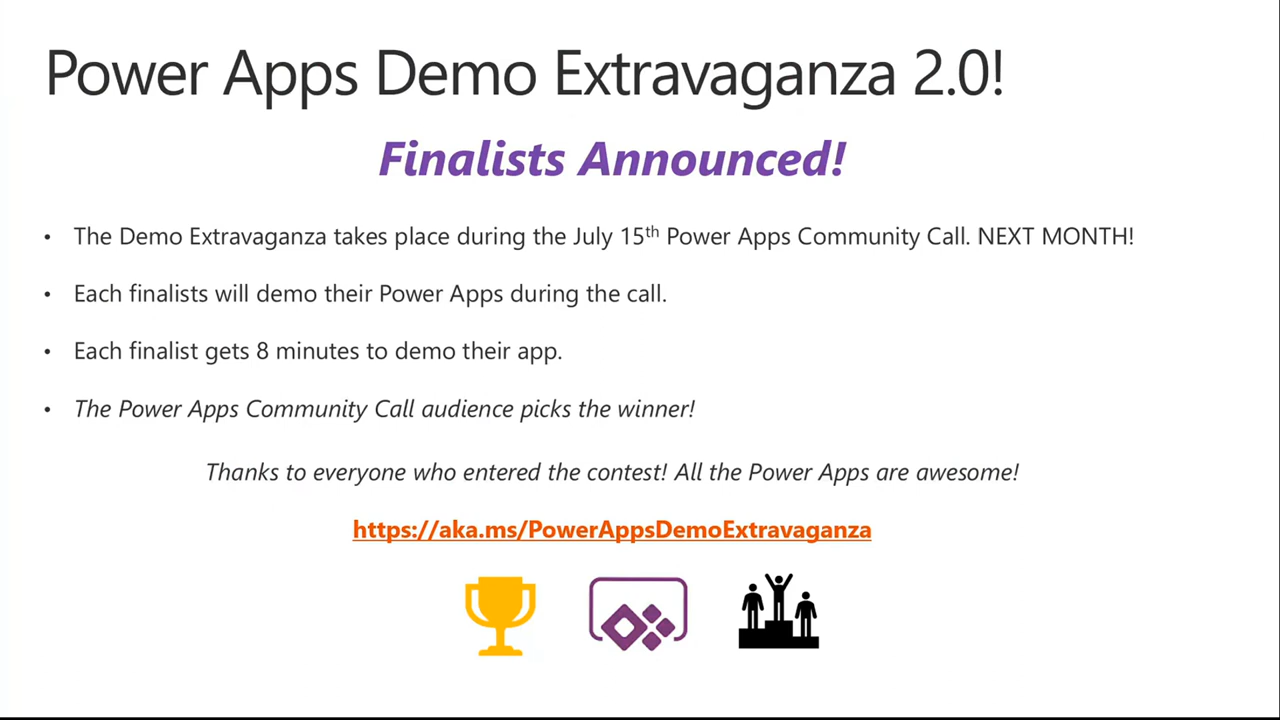 Power Apps Demo Extravaganza 2.0!
Finalists Announced!
• The Demo Extravaganza takes place during the July 15th Power Apps Community Call. NEXT MONTH!
• Each finalists will demo their Power Apps during the call.
• Each finalist gets 8 minutes to demo their app.
• The Power Apps Community Call audience picks the winner!
Thanks to everyone who entered the contest! All the Power Apps are awesome!
https://aka.ms/PowerAppsDemoExtravaganza